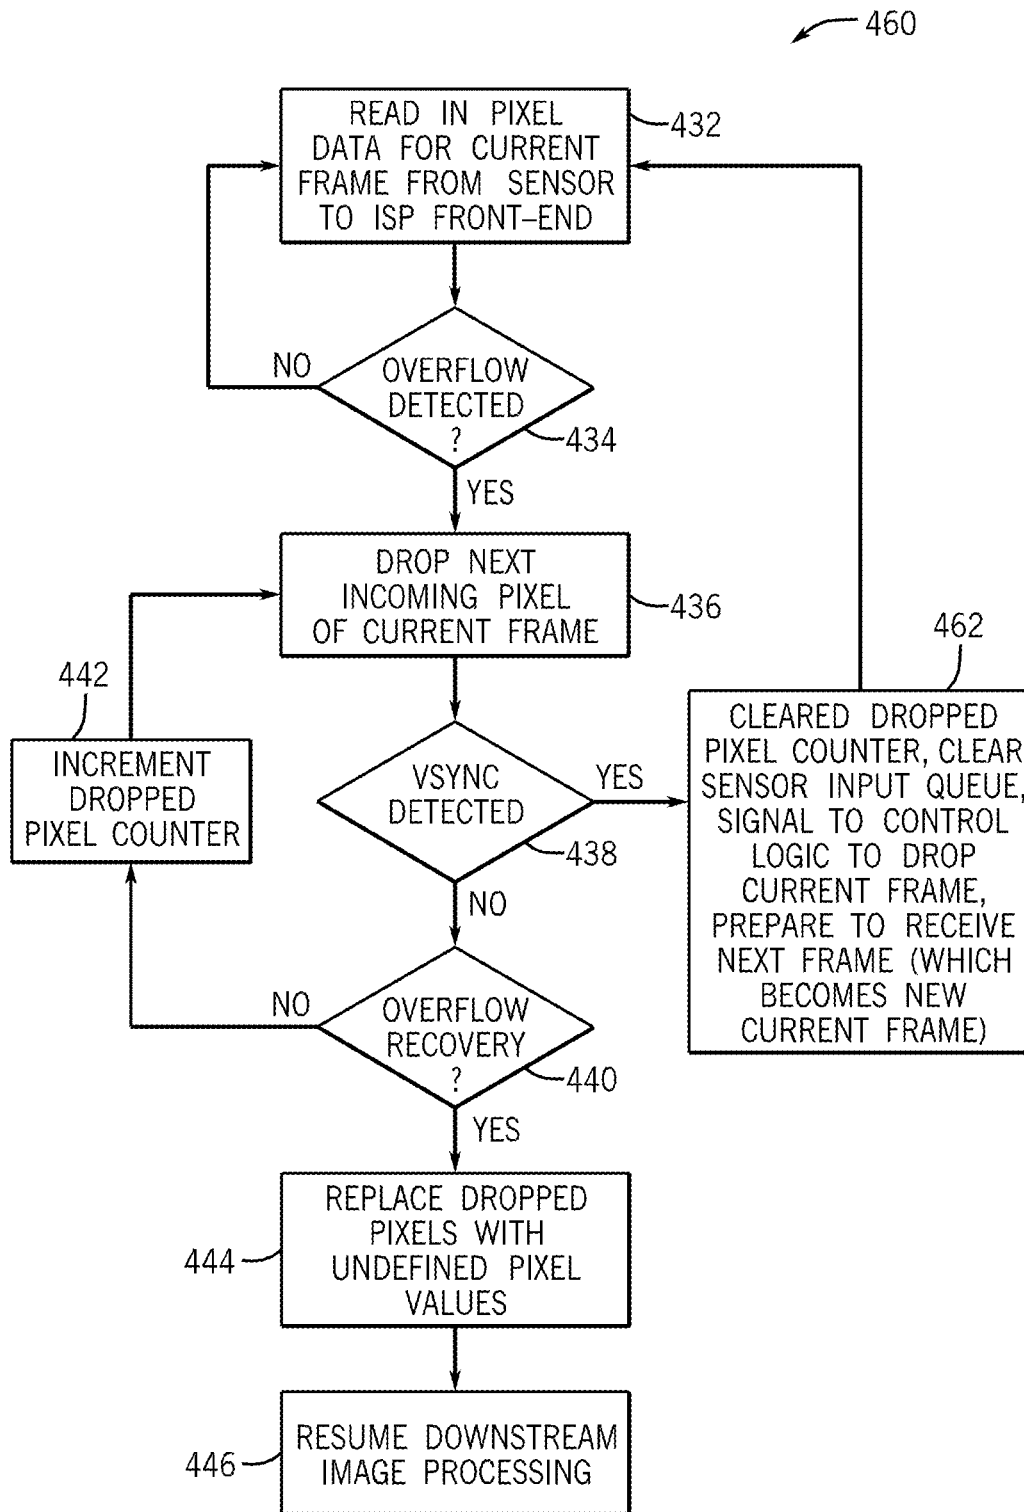 460
READ IN PIXEL
DATA FOR CURRENT
FRAME FROM SENSOR
TO ISP FRONT–END
432
NO
OVERFLOW
DETECTED
?
434
YES
DROP NEXT
INCOMING PIXEL
OF CURRENT FRAME
436
442
INCREMENT
DROPPED
PIXEL COUNTER
VSYNC
DETECTED
438
YES
NO
462
CLEARED DROPPED
PIXEL COUNTER, CLEAR
SENSOR INPUT QUEUE,
SIGNAL TO CONTROL
LOGIC TO DROP
CURRENT FRAME,
PREPARE TO RECEIVE
NEXT FRAME (WHICH
BECOMES NEW
CURRENT FRAME)
NO
OVERFLOW
RECOVERY
?
440
YES
REPLACE DROPPED
PIXELS WITH
UNDEFINED PIXEL
VALUES
444
RESUME DOWNSTREAM
IMAGE PROCESSING
446